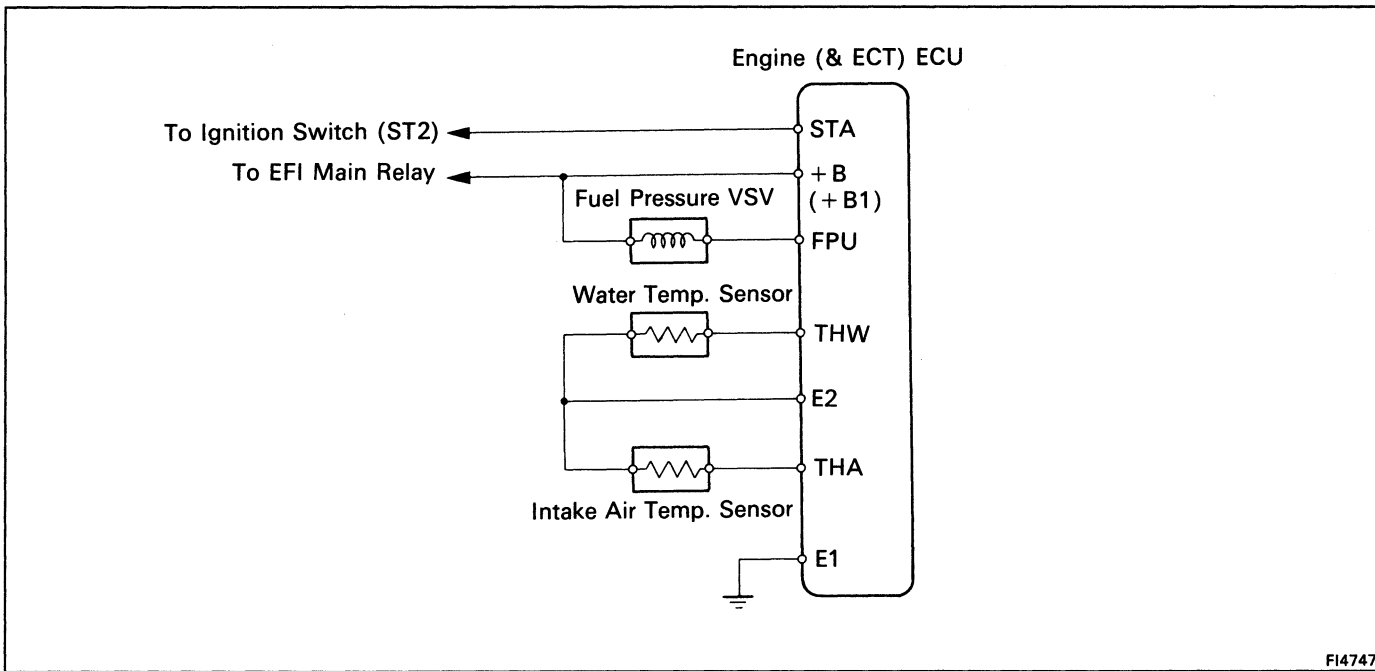 Engine (& ECT) ECU
To Ignition Switch (ST2)
STA
To EFI Main Relay
+B
(+B1)
Fuel Pressure VSV
FPU
Water Temp. Sensor
THW
E2
THA
Intake Air Temp. Sensor
E1
FI4747